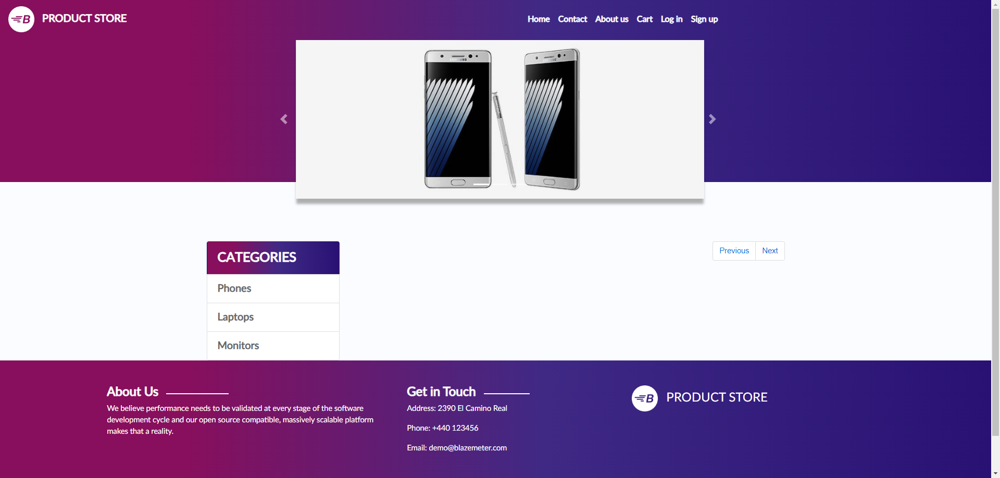 B PRODUCT STORE
Home Contact About us Cart Log in Sign up
SAMSUNG
CATEGORIES
Phones
Laptops
Monitors
Previous Next
About Us
We believe performance needs to be validated at every stage of the software
development cycle and our open source compatible, massively scalable platform
makes that a reality.
Get in Touch
Address: 2390 El Camino Real
Phone: +440 123456
Email: demo@blazemeter.com
B PRODUCT STORE